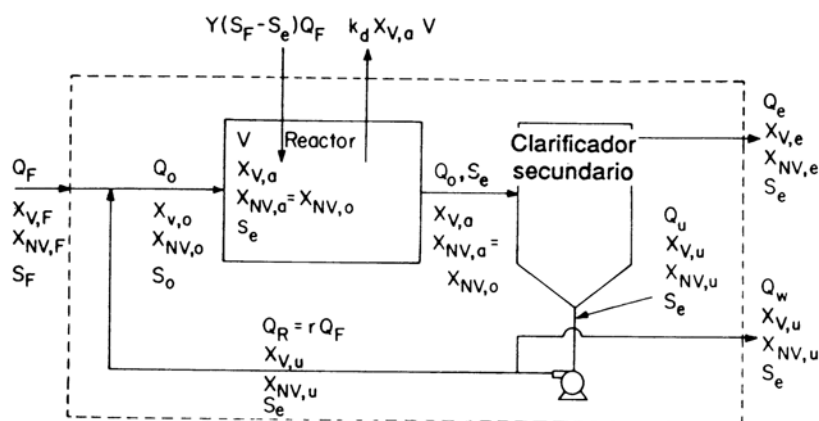 Y(S_F-S_e)Q_F
k_d X_V,a V
V Reactor
X_V,a
X_NV,a = X_NV,o
S_e
Clarificador
secundario
Q_F
X_V,F
X_NV,F
S_F
Q_o
X_v,o
X_NV,o
S_o
Q_o, S_e
X_V,a
X_NV,a =
X_NV,o
Q_u
X_V,u
X_NV,u
S_e
Q_e
X_V,e
X_NV,e
S_e
Q_w
X_V,u
X_NV,u
S_e
Q_R = r Q_F
X_V,u
X_NV,u
S_e